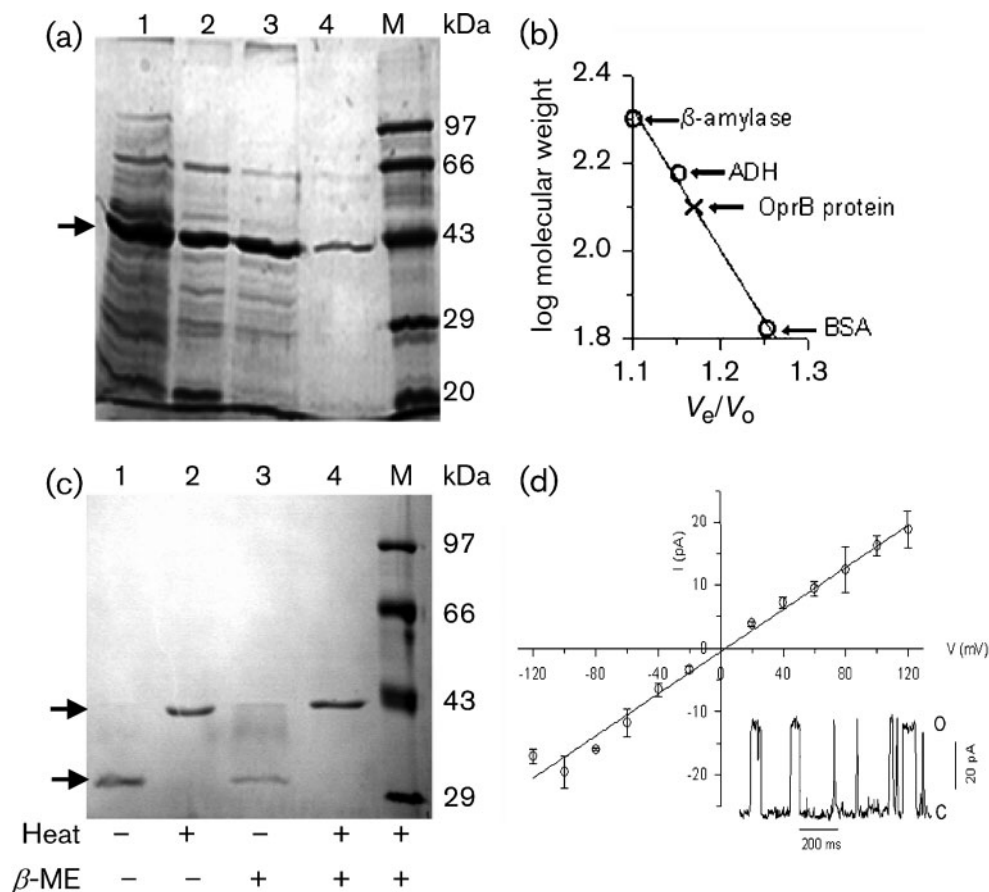 (a)
1 2 3 4 M kDa
97
66
43
29
20
(b)
log molecular weight
2.4
2.2
2.0
1.8
1.1 1.2 1.3
Ve/Vo
β-amylase
ADH
OprB protein
BSA
(c)
1 2 3 4 M kDa
97
66
43
29
Heat − + − + +
β-ME − − + + +
(d)
I (pA)
20
10
0
-10
-20
V (mV)
-120 -80 -40 0 40 80 120
O
C
20 pA
200 ms